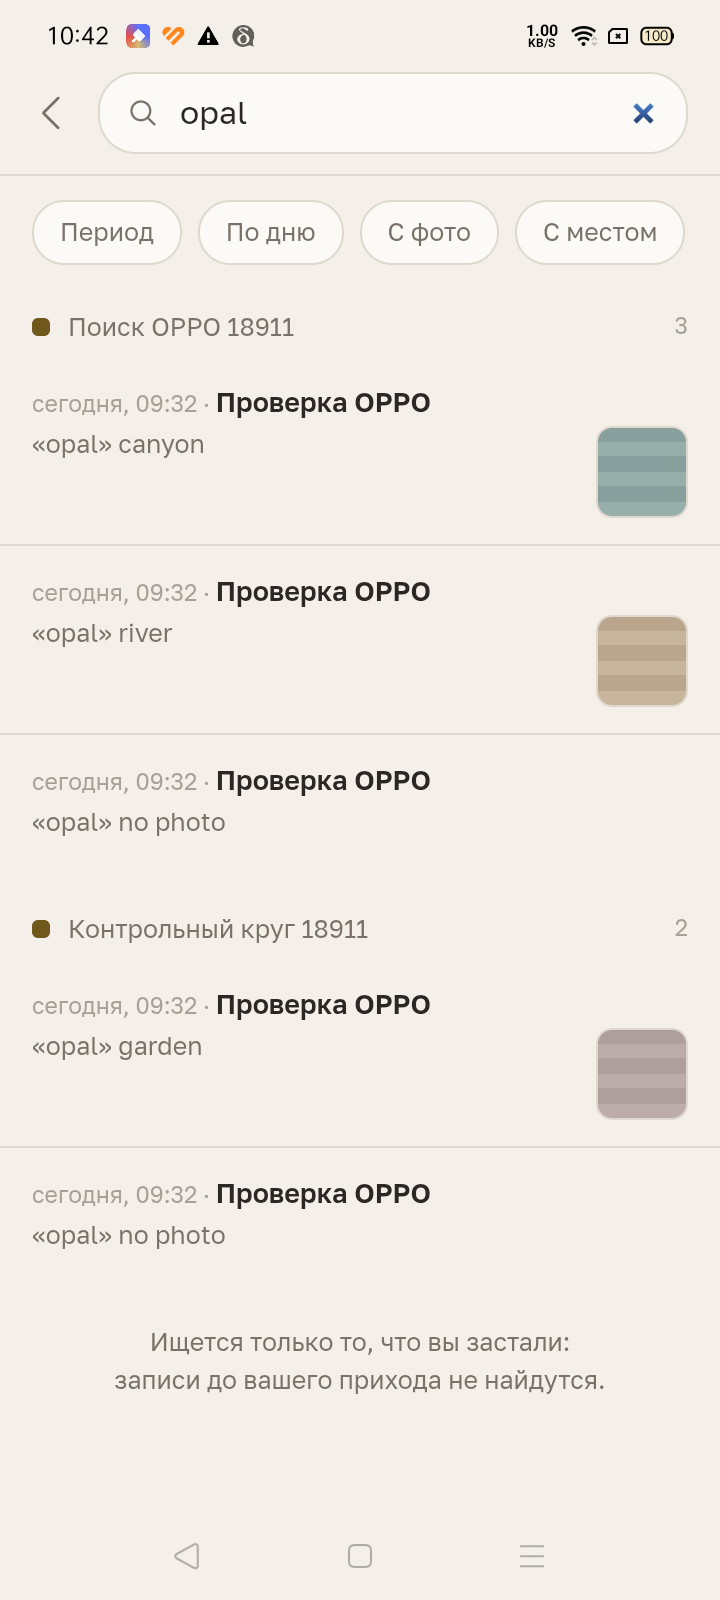 10:42
1.00
KB/S
100
opal
Период
По дню
С фото
С местом
Поиск OPPO 18911
3
сегодня, 09:32 · Проверка OPPO
«opal» canyon
сегодня, 09:32 · Проверка OPPO
«opal» river
сегодня, 09:32 · Проверка OPPO
«opal» no photo
Контрольный круг 18911
2
сегодня, 09:32 · Проверка OPPO
«opal» garden
сегодня, 09:32 · Проверка OPPO
«opal» no photo
Ищется только то, что вы застали:
записи до вашего прихода не найдутся.